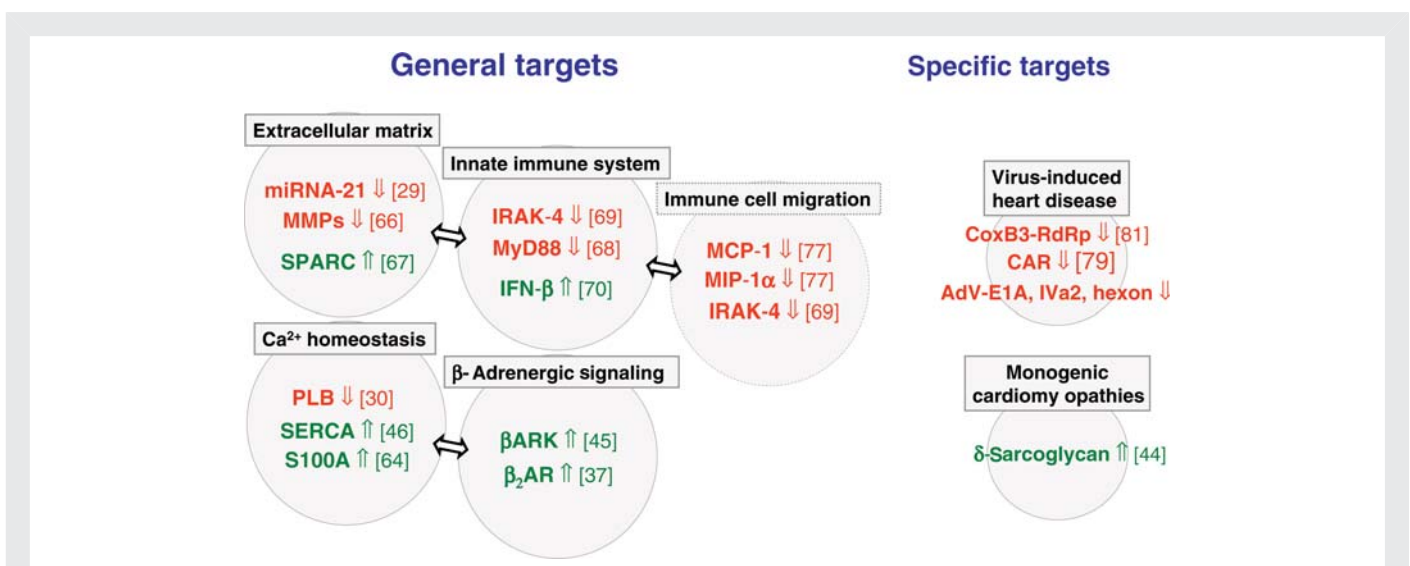 General targets
Specific targets
Extracellular matrix
miRNA-21 ⇓ [29]
MMPs ⇓ [66]
SPARC ⇑ [67]
Innate immune system
IRAK-4 ⇓ [69]
MyD88 ⇓ [68]
IFN-β ⇑ [70]
Immune cell migration
MCP-1 ⇓ [77]
MIP-1α ⇓ [77]
IRAK-4 ⇓ [69]
Ca²⁺ homeostasis
PLB ⇓ [30]
SERCA ⇑ [46]
S100A ⇑ [64]
β- Adrenergic signaling
βARK ⇑ [45]
β₂AR ⇑ [37]
Virus-induced
heart disease
CoxB3-RdRp ⇓ [81]
CAR ⇓ [79]
AdV-E1A, IVa2, hexon ⇓
Monogenic
cardiomy opathies
δ-Sarcoglycan ⇑ [44]